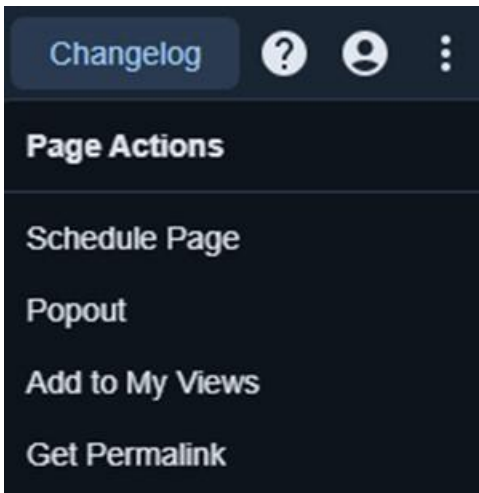 Changelog
Page Actions
Schedule Page
Popout
Add to My Views
Get Permalink